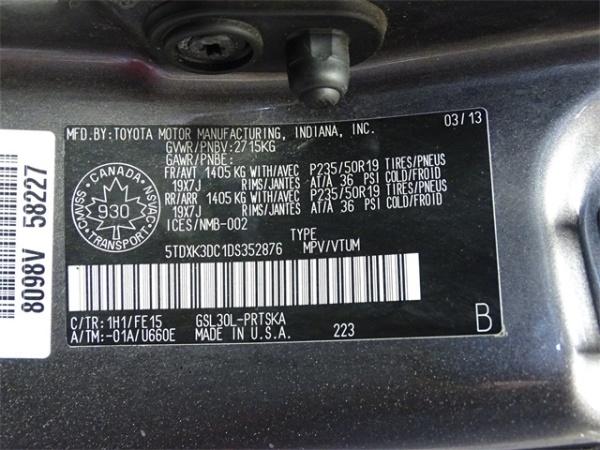 03/13
MFD.BY:TOYOTA MOTOR MANUFACTURING, INDIANA, INC.
GVWR/PNBV:2715KG
GAWR/PNBE:
FR/AVT 1405 KG WITH/AVEC P235/50R19 TIRES/PNEUS
19X7J RIMS/JANTES AT/A 36 PSI COLD/FROID
RR/ARR 1405 KG WITH/AVEC P235/50R19 TIRES/PNEUS
19X7J RIMS/JANTES AT/A 36 PSI COLD/FROID
ICES/NMB-002
CANADA
930
TRANSPORT
CMVSS
NSVAC
TYPE
5TDXK3DC1DS352876 MPV/VTUM
C/TR: 1H1/FE15 GSL30L-PRTSKA
A/TM:-01A/U660E MADE IN U.S.A. 223
B
8098V 58227